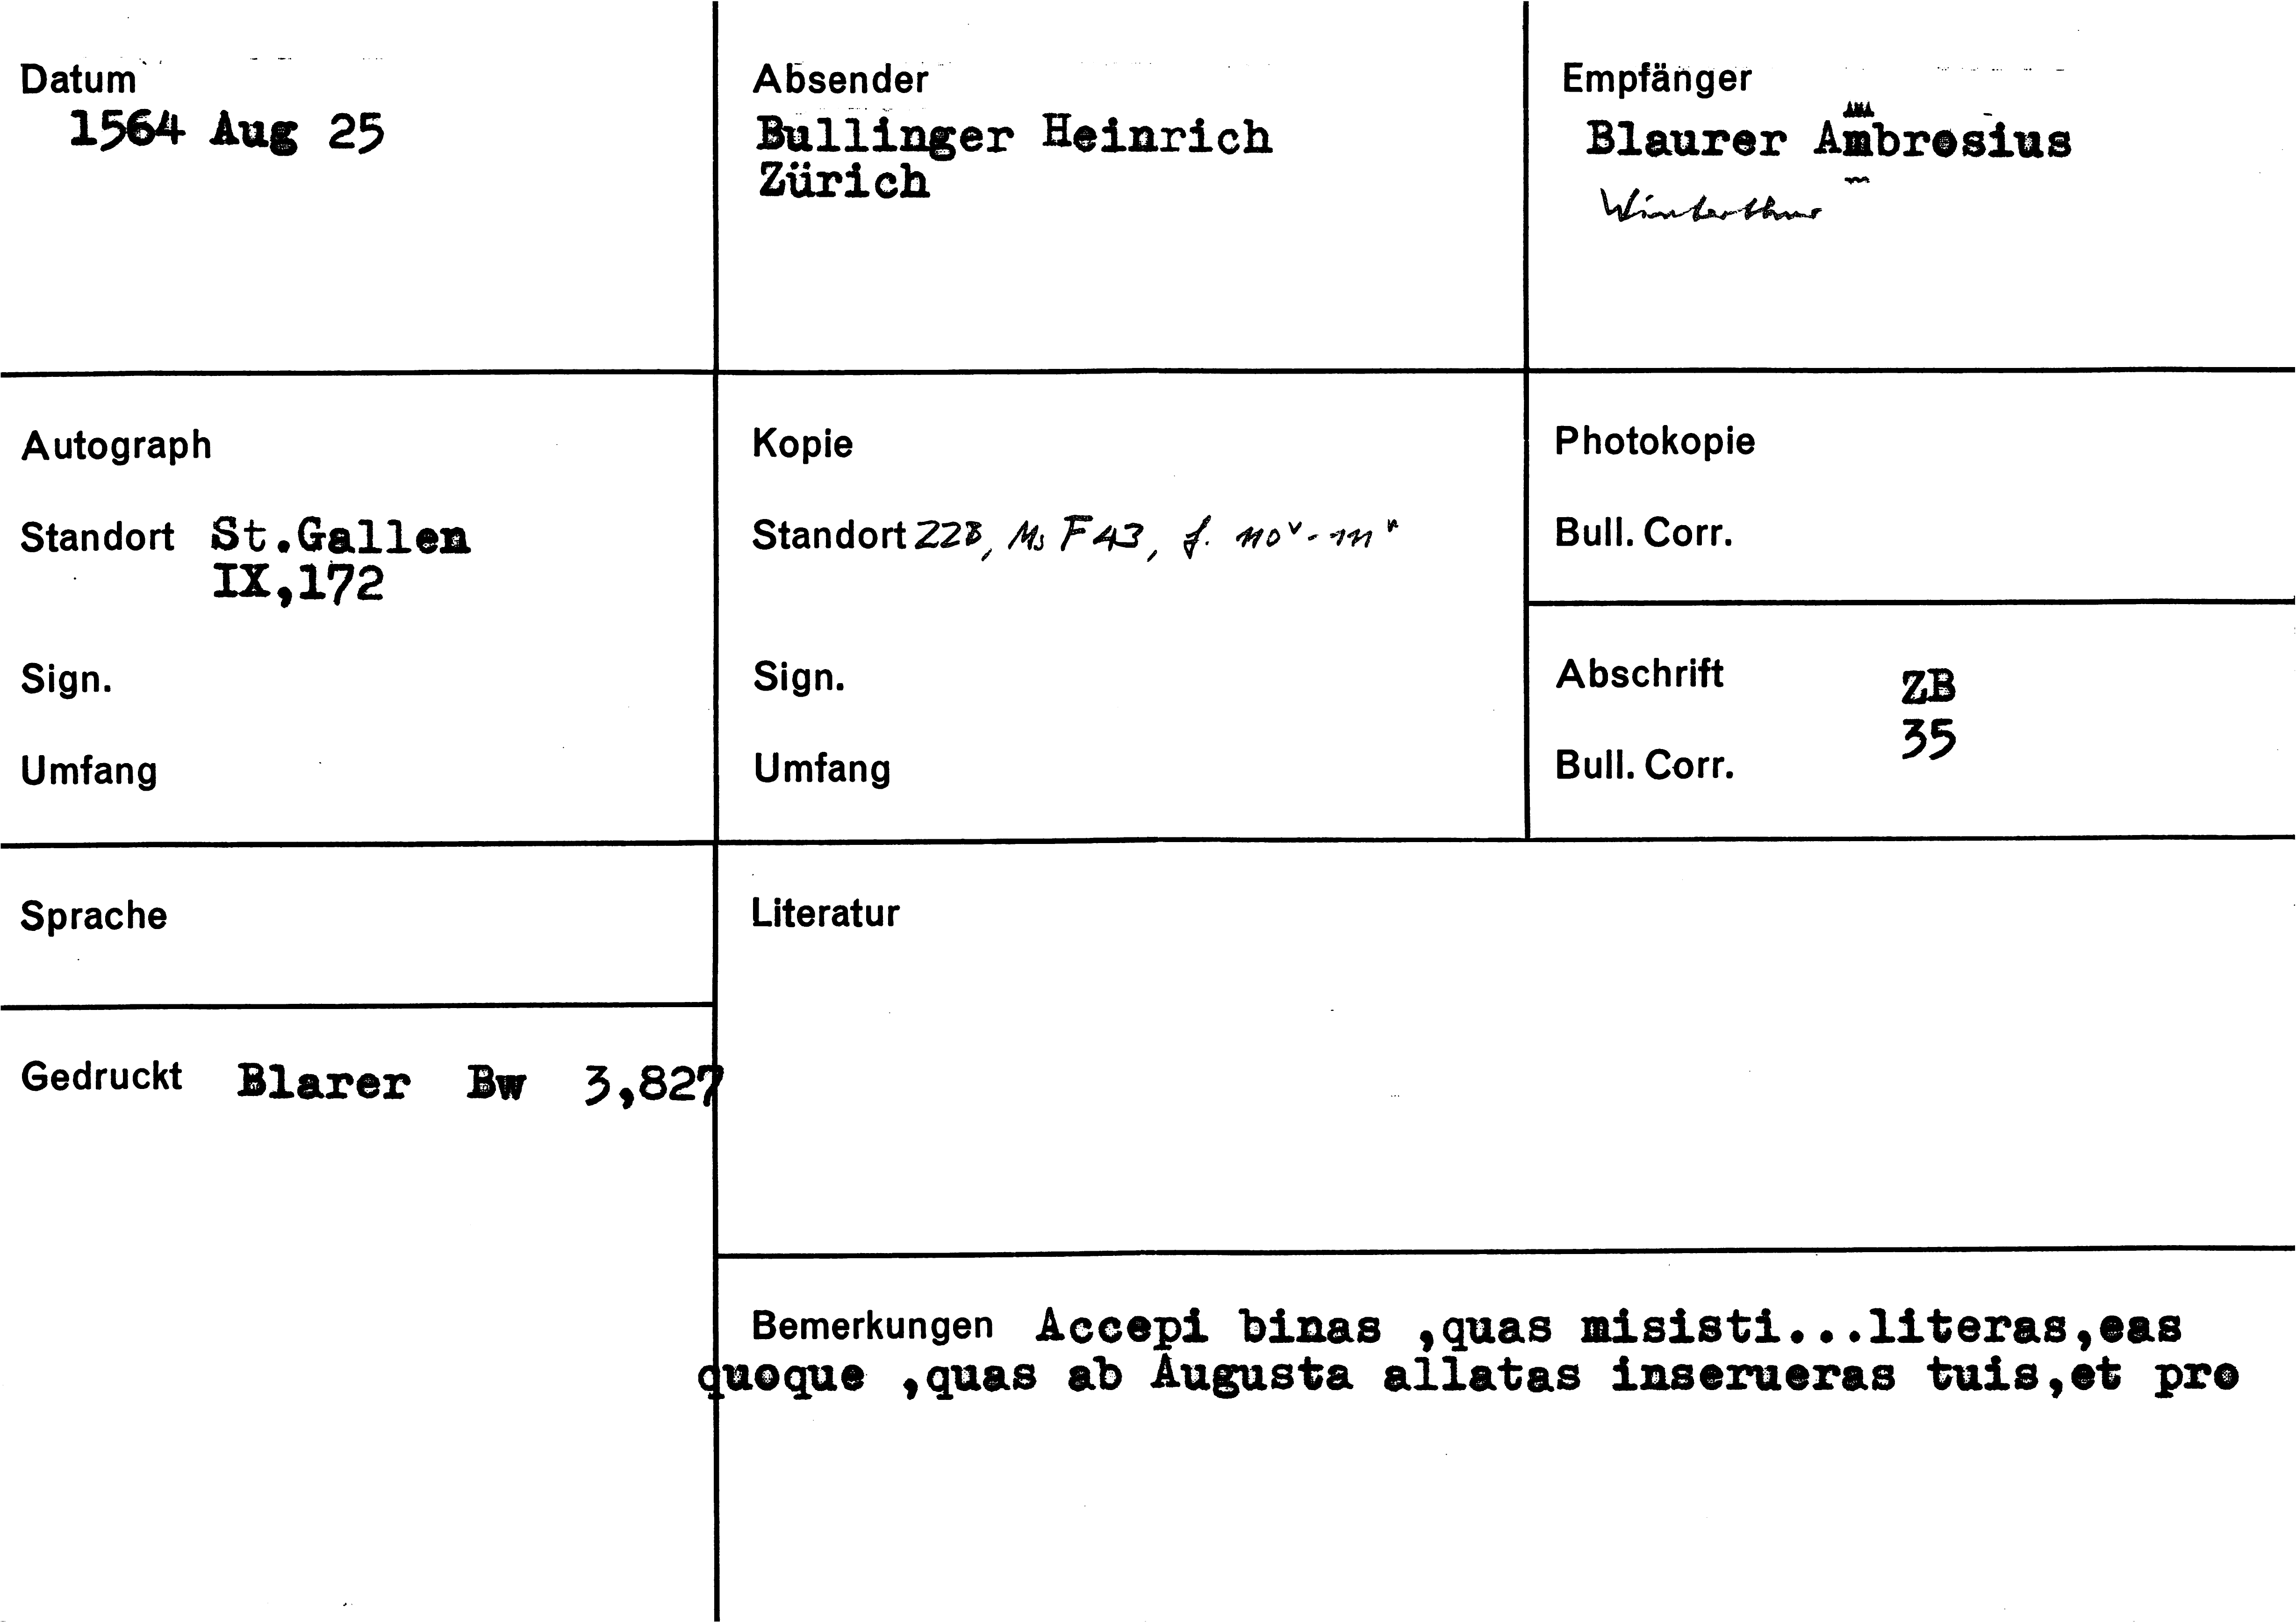 Datum
1564 Aug 25
Absender
Bullinger Heinrich
Zürich
Empfänger
Blaurer Ambrosius
Winterthur
Autograph
Standort St.Gallen
IX,172
Sign.
Umfang
Kopie
Standort ZZB, Ms F 43, f. 110v - 111r
Sign.
Umfang
Photokopie
Bull. Corr.
Abschrift ZB
35
Bull. Corr.
Sprache
Literatur
Gedruckt Blarer Bw 3,827
Bemerkungen Accepi binas ,quas misisti...literas,eas
quoque ,quas ab Augusta allatas inserueras tuis,et pro